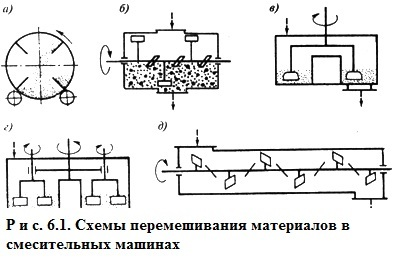 а)
б)
в)
г)
д)
Р и с. 6.1. Схемы перемешивания материалов в
смесительных машинах